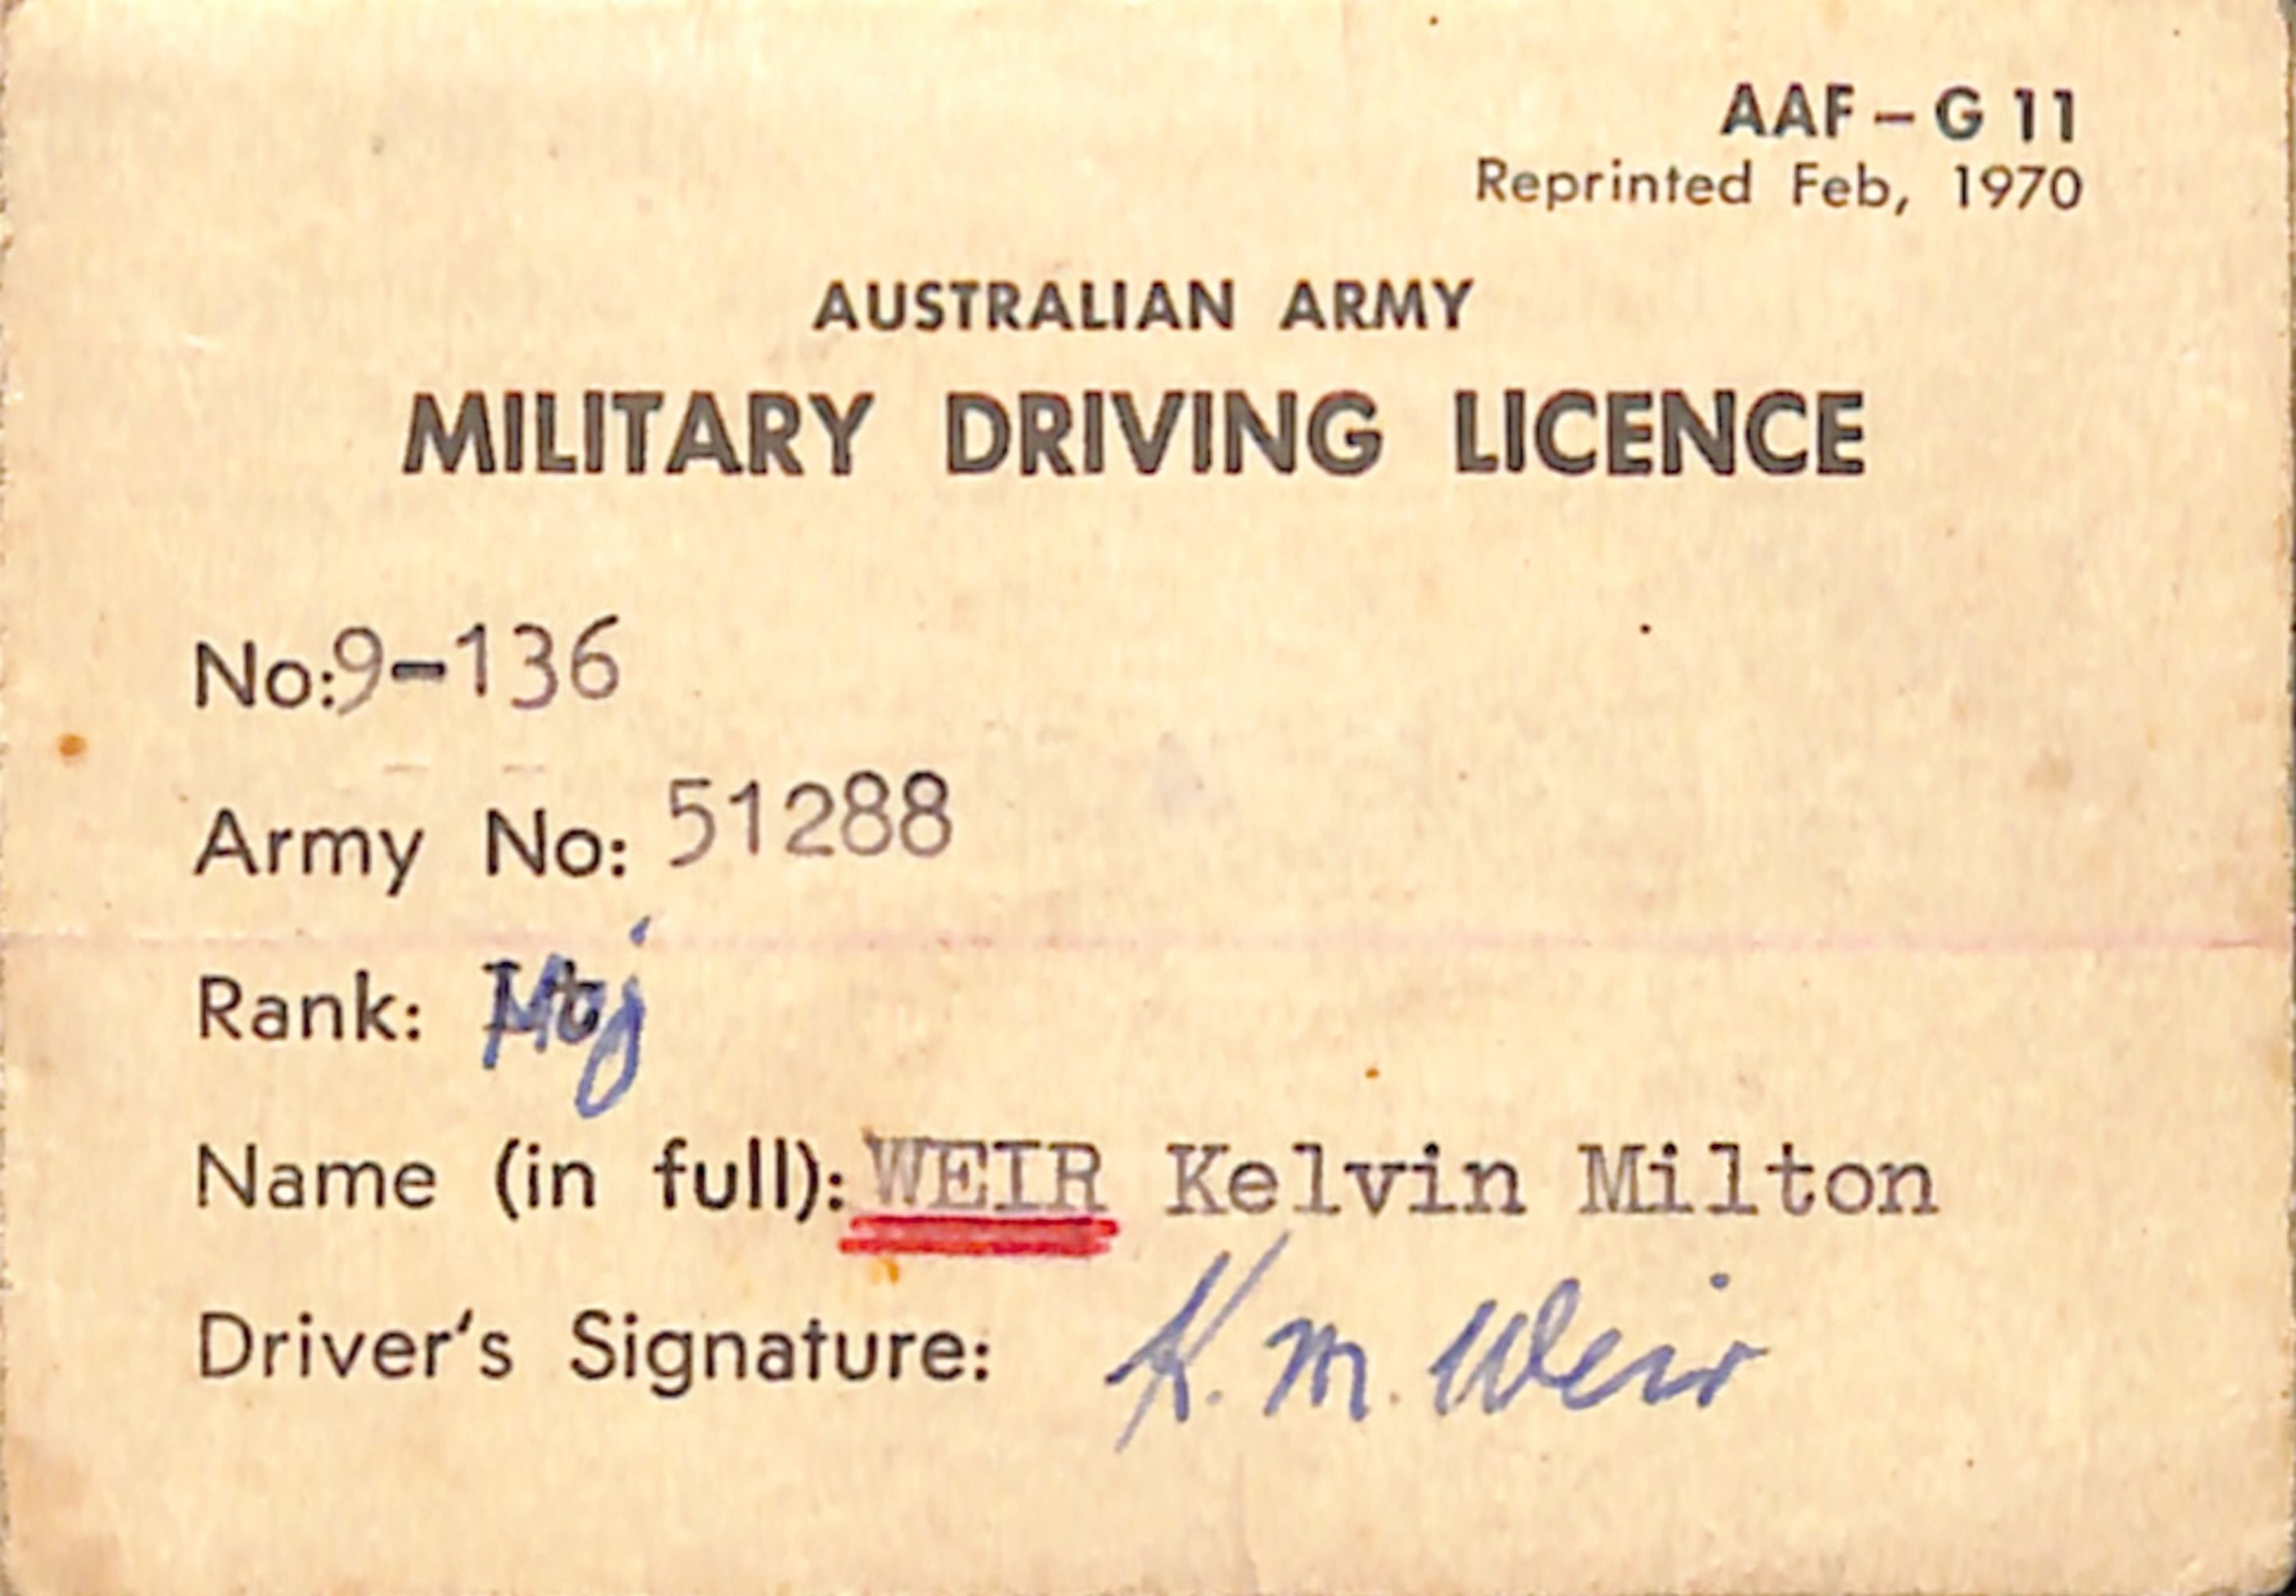 AAF – G 11
Reprinted Feb, 1970
AUSTRALIAN ARMY
MILITARY DRIVING LICENCE
No:9-136
Army No: 51288
Rank: Maj
Name (in full): WEIR Kelvin Milton
Driver's Signature: K. M. Weir